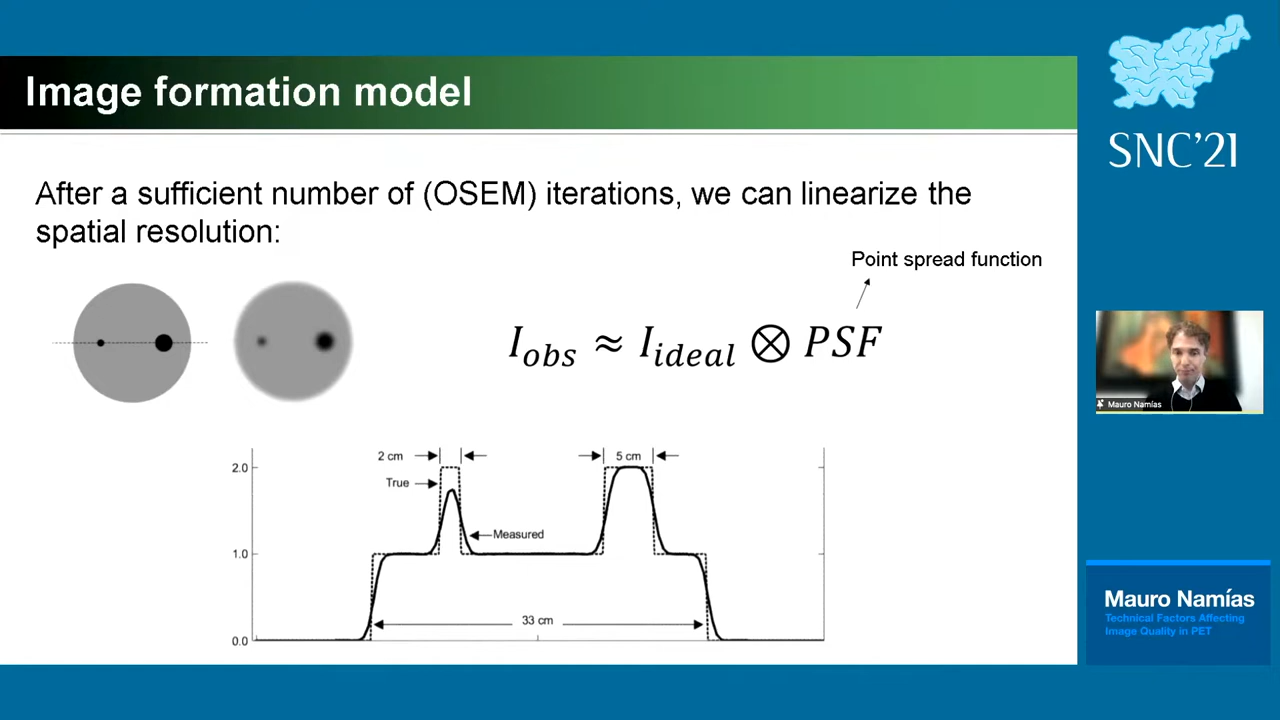 Image formation model
After a sufficient number of (OSEM) iterations, we can linearize the
spatial resolution:
Point spread function
I_obs ≈ I_ideal ⊗ PSF
2 cm
5 cm
2.0
True
Measured
1.0
33 cm
0.0
SNC'21
Mauro Namías
Mauro Namías
Technical Factors Affecting
Image Quality in PET